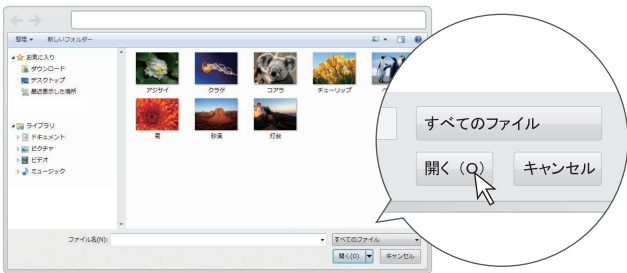 整理 ▼ 新しいフォルダー
お気に入り
ダウンロード
デスクトップ
最近表示した場所
ライブラリ
ドキュメント
ピクチャ
ビデオ
ミュージック
アジサイ
クラゲ
コアラ
チューリップ
ペ
菊
砂漠
灯台
ファイル名(N):
すべてのファイル
開く(O)
キャンセル
すべてのファイル
開く (O)
キャンセル